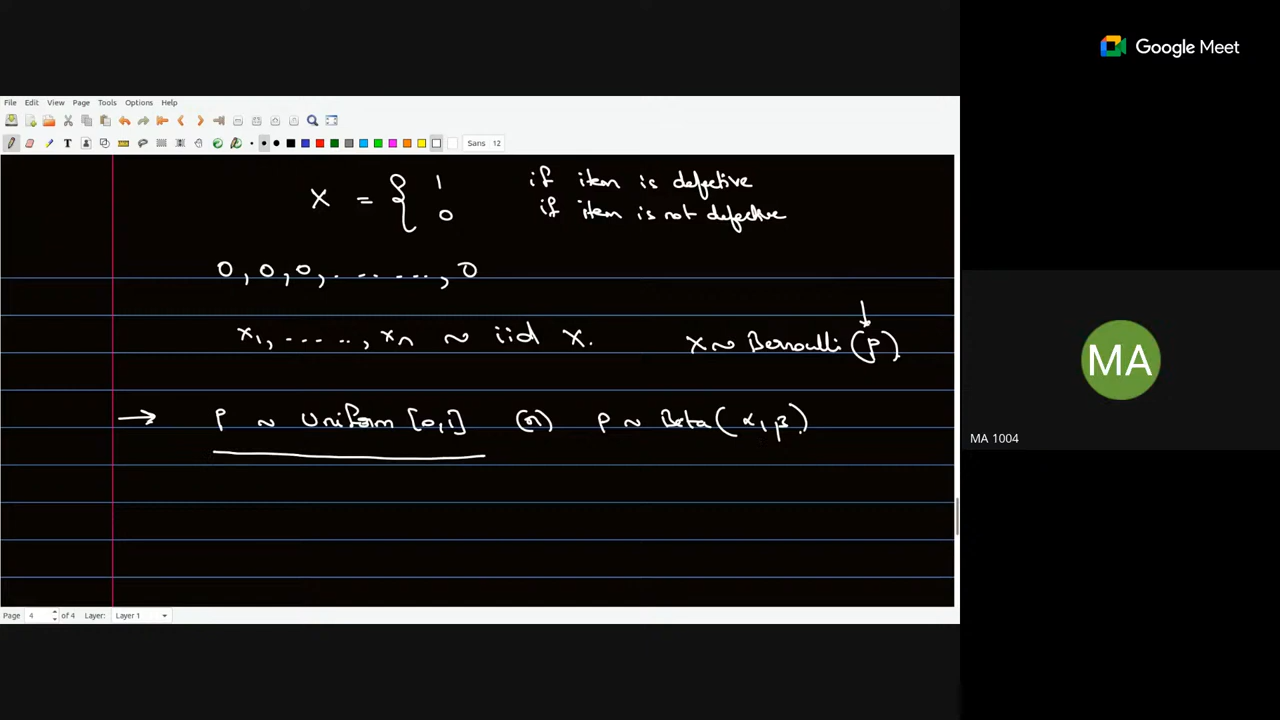 Google Meet
File Edit View Page Tools Options Help
Sans 12
X = { 1 if item is defective
0 if item is not defective
0, 0, 0, ... ..., 0
x1, ....., xn ~ iid X.
X ~ Bernoulli (p)
→ p ~ Uniform [0,1] (or) p ~ Beta(α, β)
MA
MA 1004
Page 4 of 4 Layer: Layer 1